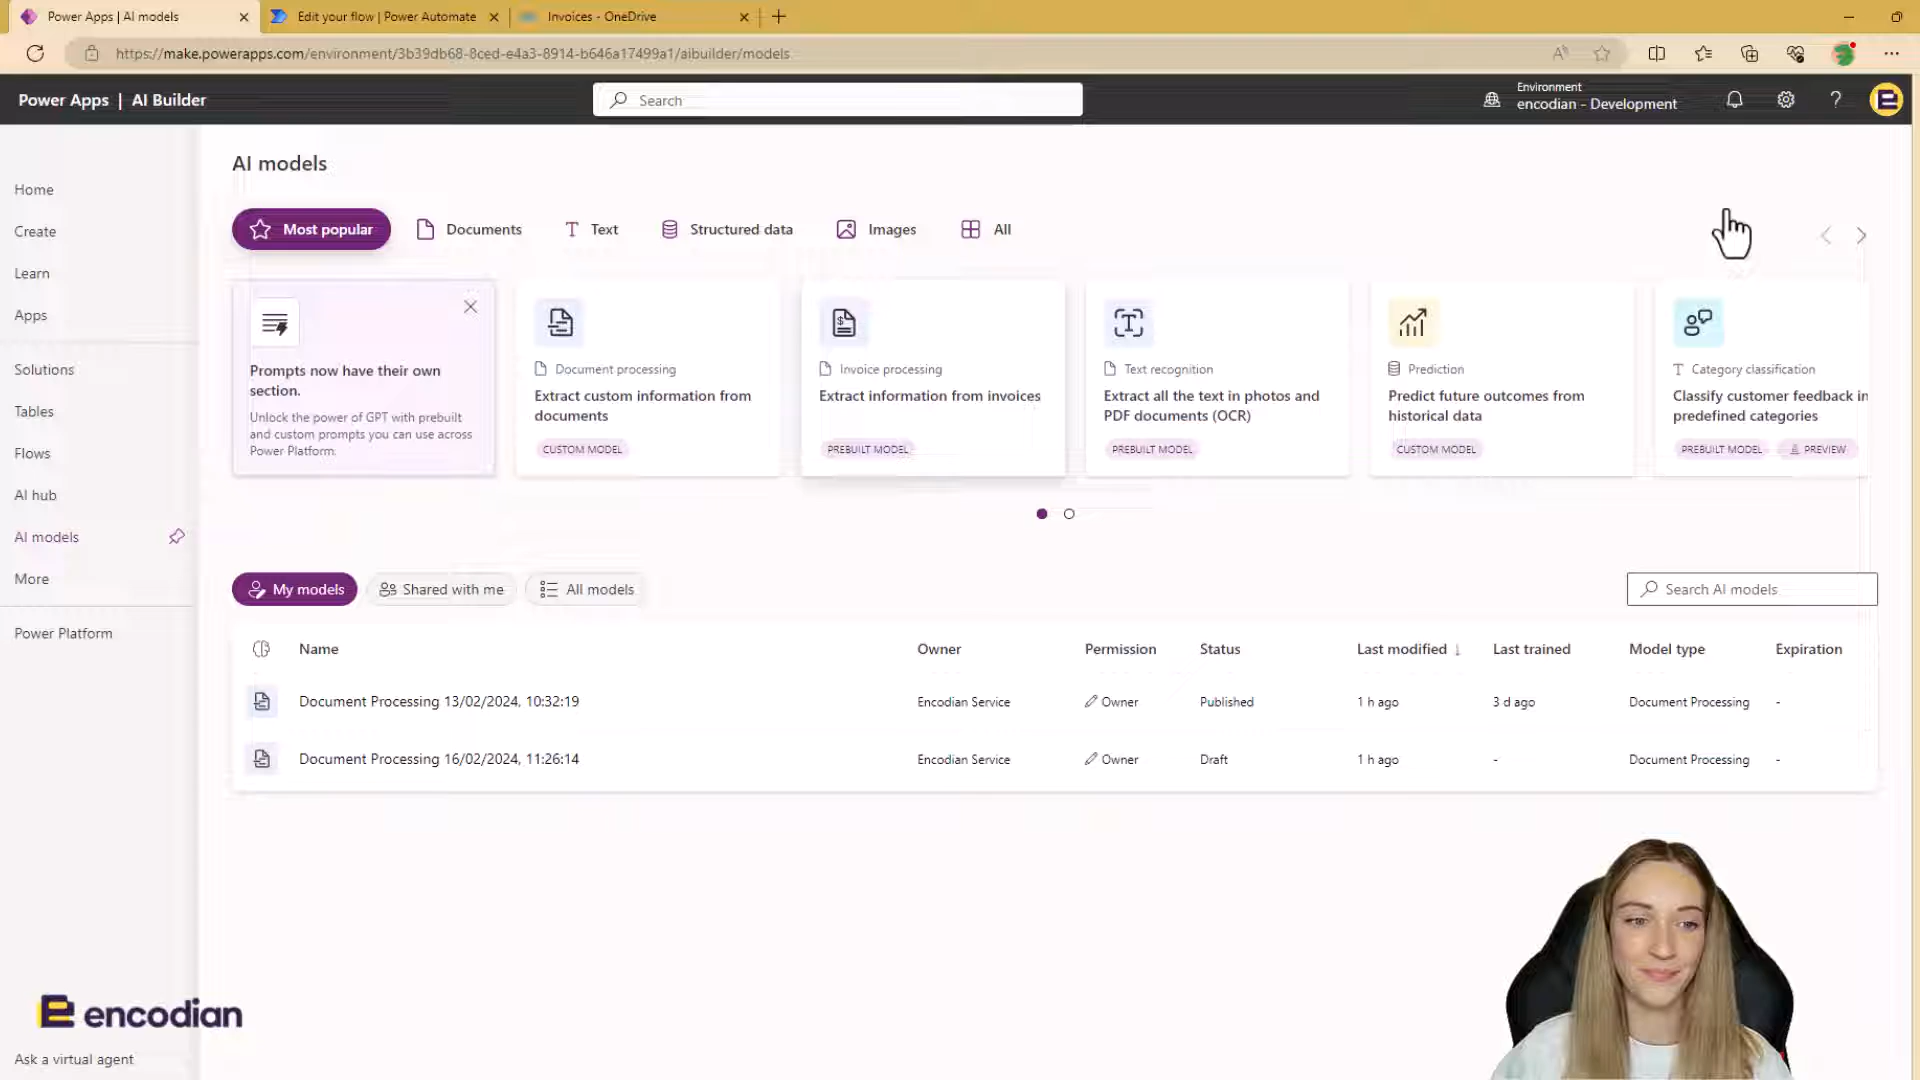 Power Apps | AI models
Edit your flow | Power Automate
Invoices - OneDrive
https://make.powerapps.com/environment/3b39db68-8ced-e4a3-8914-b646a17499a1/aibuilder/models
Power Apps | AI Builder
Search
Environment
encodian - Development
AI models
Home
Create
Learn
Apps
Solutions
Tables
Flows
AI hub
AI models
More
Power Platform
Most popular
Documents
Text
Structured data
Images
All
Prompts now have their own
section.
Unlock the power of GPT with prebuilt
and custom prompts you can use across
Power Platform.
Document processing
Extract custom information from
documents
CUSTOM MODEL
Invoice processing
Extract information from invoices
PREBUILT MODEL
Text recognition
Extract all the text in photos and
PDF documents (OCR)
PREBUILT MODEL
Prediction
Predict future outcomes from
historical data
CUSTOM MODEL
Category classification
Classify customer feedback in
predefined categories
PREBUILT MODEL PREVIEW
My models
Shared with me
All models
Search AI models
Name Owner Permission Status Last modified ↓ Last trained Model type Expiration
Document Processing 13/02/2024, 10:32:19 Encodian Service Owner Published 1 h ago 3 d ago Document Processing -
Document Processing 16/02/2024, 11:26:14 Encodian Service Owner Draft 1 h ago - Document Processing -
encodian
Ask a virtual agent